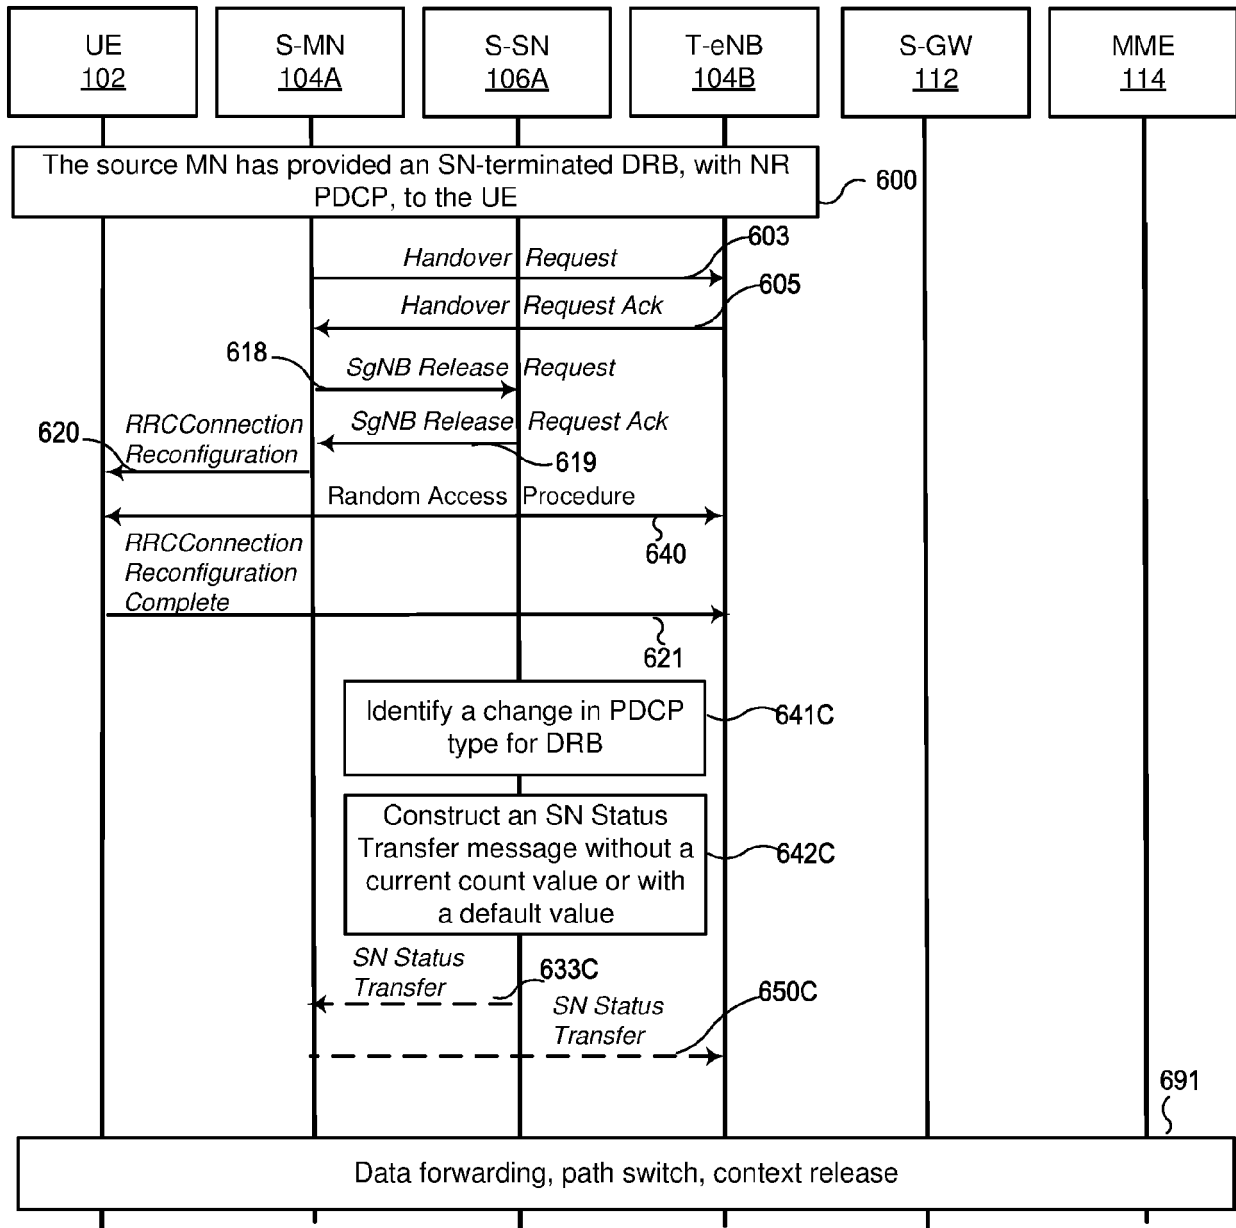 UE
102
S-MN
104A
S-SN
106A
T-eNB
104B
S-GW
112
MME
114
The source MN has provided an SN-terminated DRB, with NR
PDCP, to the UE
600
603
Handover Request
605
Handover Request Ack
618
SgNB Release Request
620
RRCConnection
Reconfiguration
SgNB Release Request Ack
619
Random Access Procedure
640
RRCConnection
Reconfiguration
Complete
621
Identify a change in PDCP
type for DRB
641C
Construct an SN Status
Transfer message without a
current count value or with
a default value
642C
SN Status
Transfer
633C
SN Status
Transfer
650C
691
Data forwarding, path switch, context release